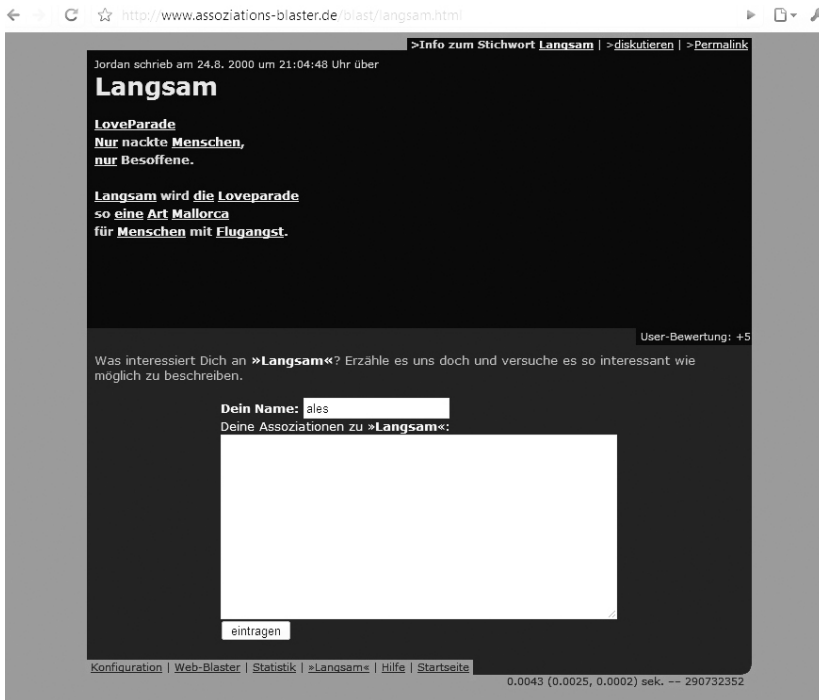 http://www.assoziations-blaster.de/blast/langsam.html
>Info zum Stichwort Langsam | >diskutieren | >Permalink
Jordan schrieb am 24.8. 2000 um 21:04:48 Uhr über
Langsam
LoveParade
Nur nackte Menschen,
nur Besoffene.
Langsam wird die Loveparade
so eine Art Mallorca
für Menschen mit Flugangst.
User-Bewertung: +5
Was interessiert Dich an »Langsam«? Erzähle es uns doch und versuche es so interessant wie
möglich zu beschreiben.
Dein Name: ales
Deine Assoziationen zu »Langsam«:
eintragen
Konfiguration | Web-Blaster | Statistik | »Langsam« | Hilfe | Startseite
0.0043 (0.0025, 0.0002) sek. –– 290732352